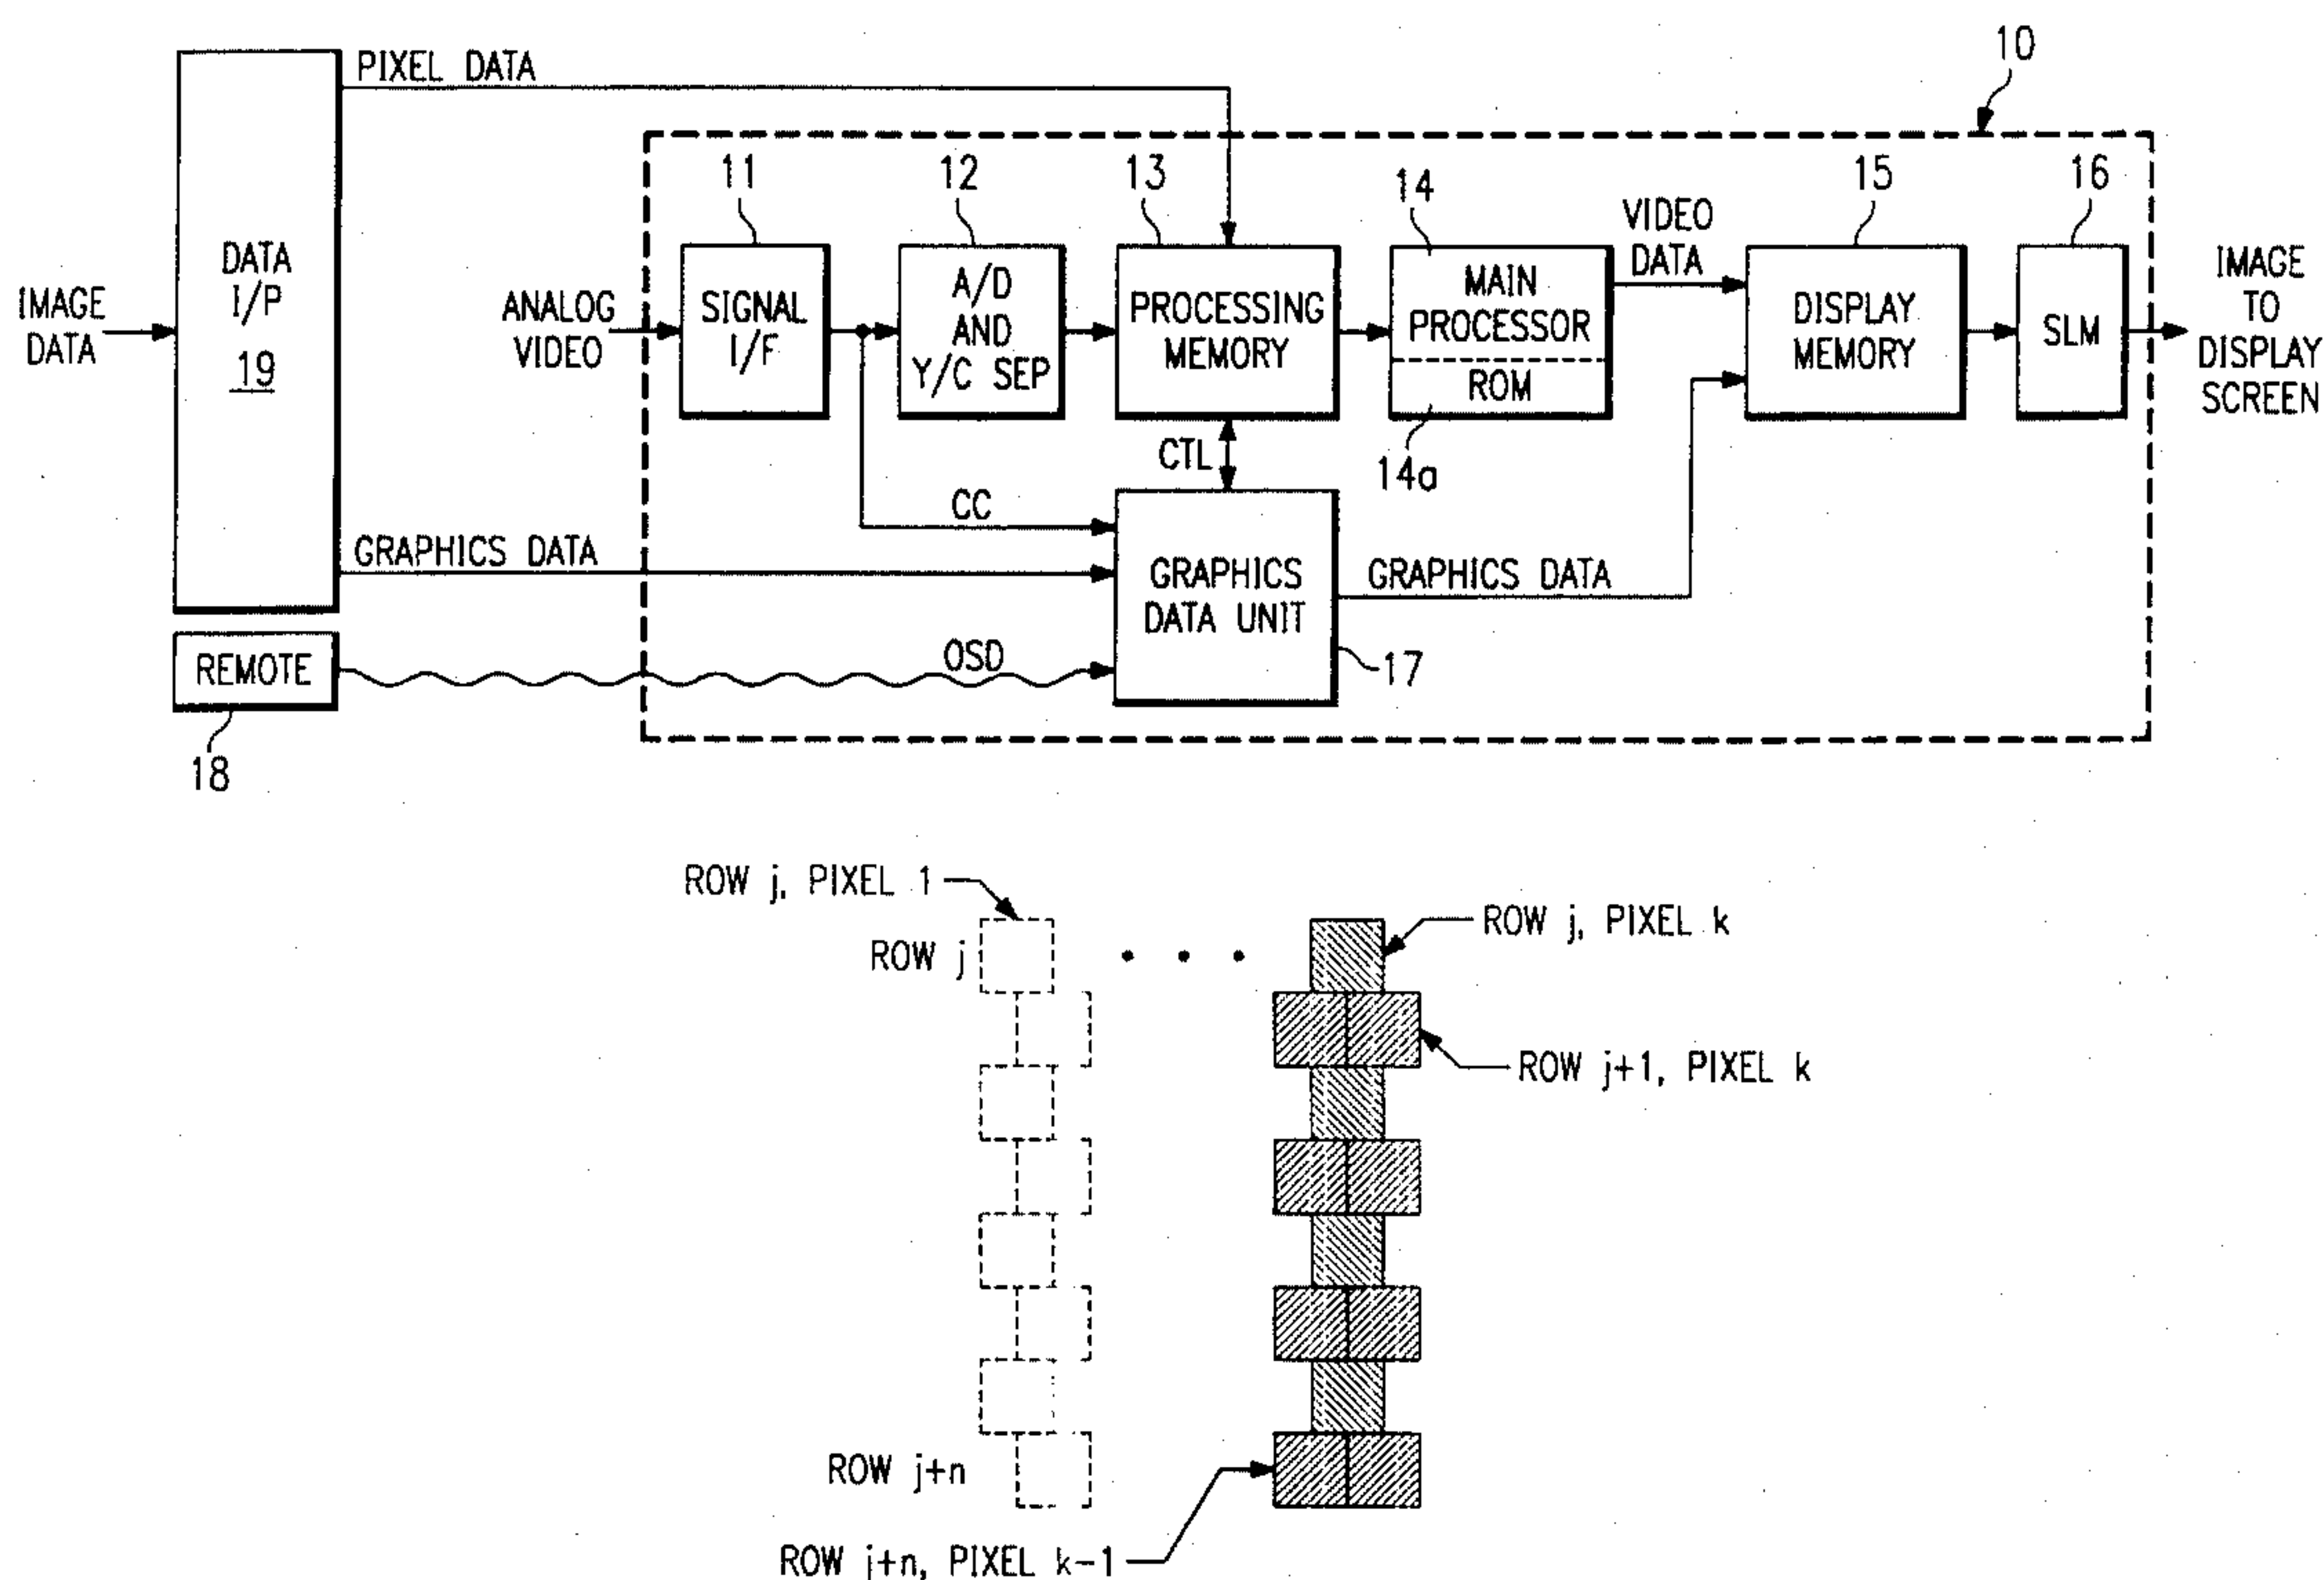 10
PIXEL DATA
11
12
13
14
VIDEO
DATA
15
16
IMAGE
DATA
DATA
I/P
19
ANALOG
VIDEO
SIGNAL
I/F
A/D
AND
Y/C SEP
PROCESSING
MEMORY
MAIN
PROCESSOR
ROM
14a
DISPLAY
MEMORY
SLM
IMAGE
TO
DISPLAY
SCREEN
CTL
CC
GRAPHICS DATA
GRAPHICS
DATA UNIT
GRAPHICS DATA
17
REMOTE
OSD
18
ROW j, PIXEL 1
ROW j
ROW j, PIXEL k
ROW j+1, PIXEL k
ROW j+n
ROW j+n, PIXEL k-1